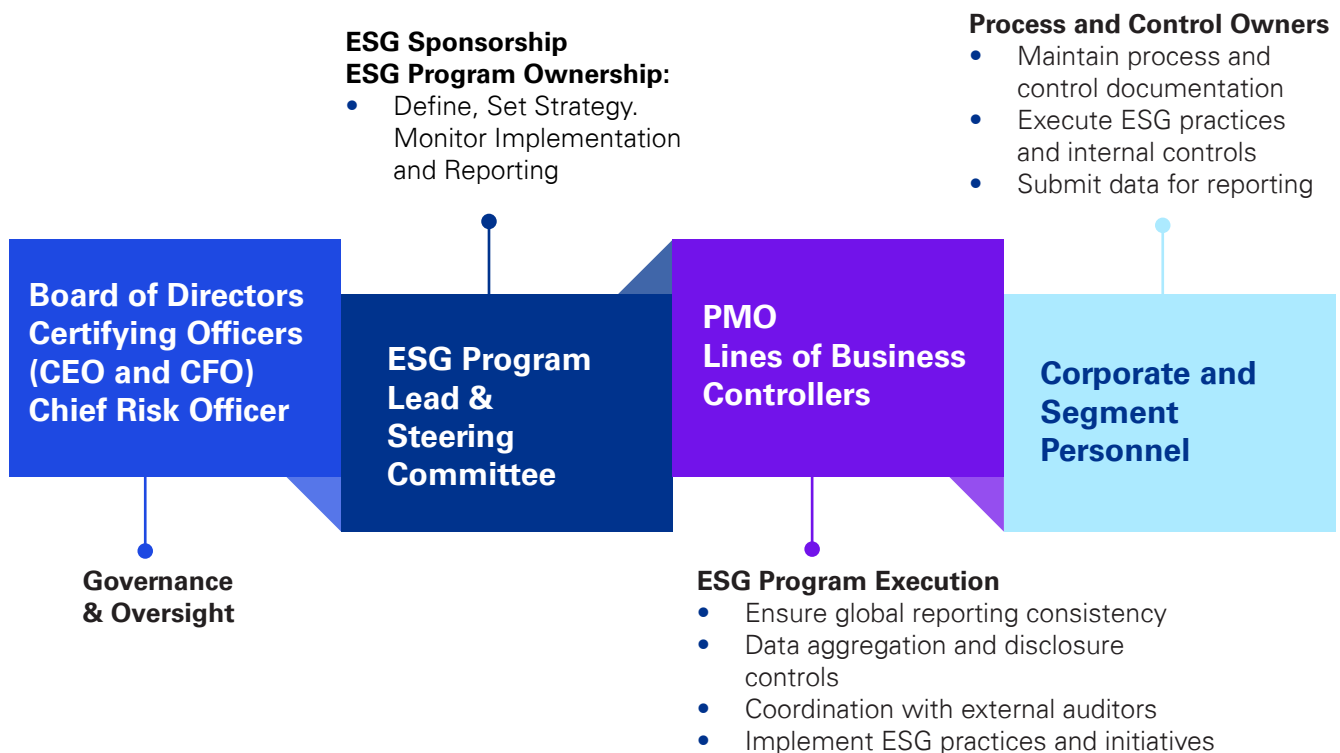 ESG Sponsorship
ESG Program Ownership:
• Define, Set Strategy.
Monitor Implementation
and Reporting
Process and Control Owners
• Maintain process and
control documentation
• Execute ESG practices
and internal controls
• Submit data for reporting
Board of Directors
Certifying Officers
(CEO and CFO)
Chief Risk Officer
ESG Program
Lead &
Steering
Committee
PMO
Lines of Business
Controllers
Corporate and
Segment
Personnel
Governance
& Oversight
ESG Program Execution
• Ensure global reporting consistency
• Data aggregation and disclosure
controls
• Coordination with external auditors
• Implement ESG practices and initiatives